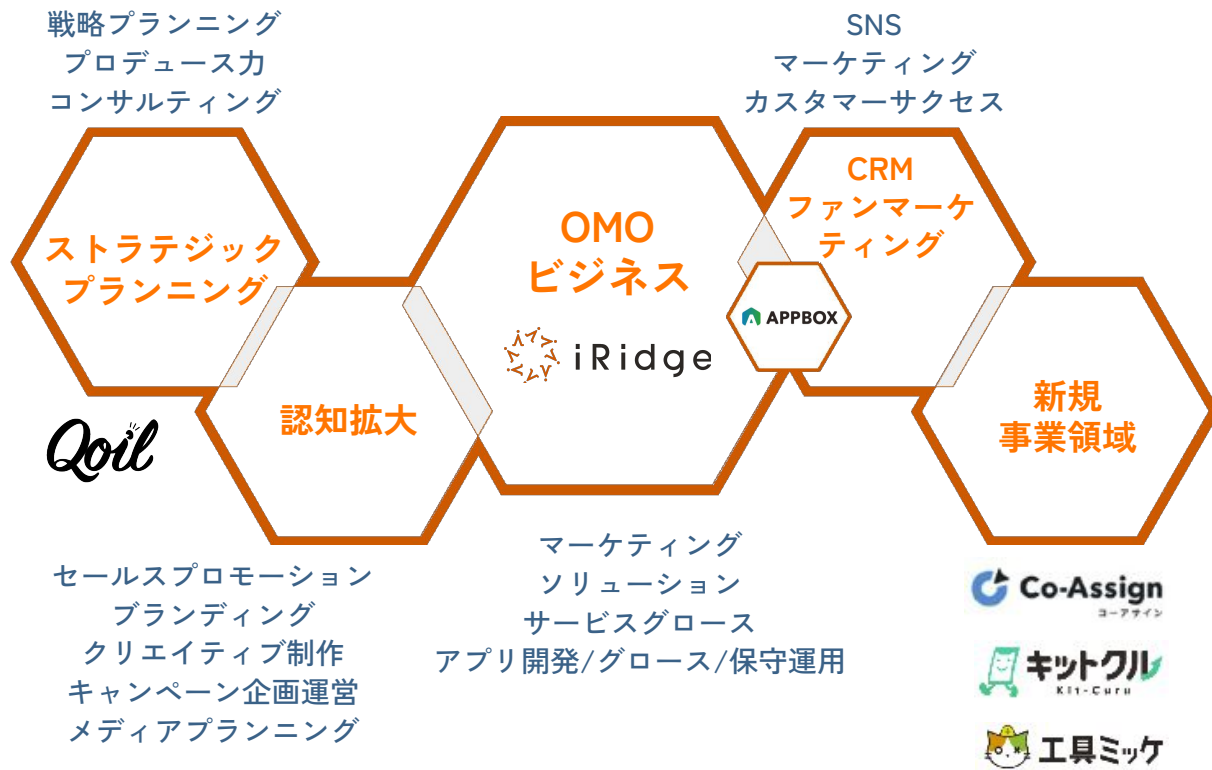 戦略プランニング
プロデュース力
コンサルティング
ストラテジック
プランニング
Qoil
認知拡大
セールスプロモーション
ブランディング
クリエイティブ制作
キャンペーン企画運営
メディアプランニング
OMO
ビジネス
iRidge
マーケティング
ソリューション
サービスグロース
アプリ開発/グロース/保守運用
SNS
マーケティング
カスタマーサクセス
CRM
ファンマーケ
ティング
APPBOX
新規
事業領域
Co-Assign
コーアサイン
キットクル
Kit-Curu
工具ミッケ